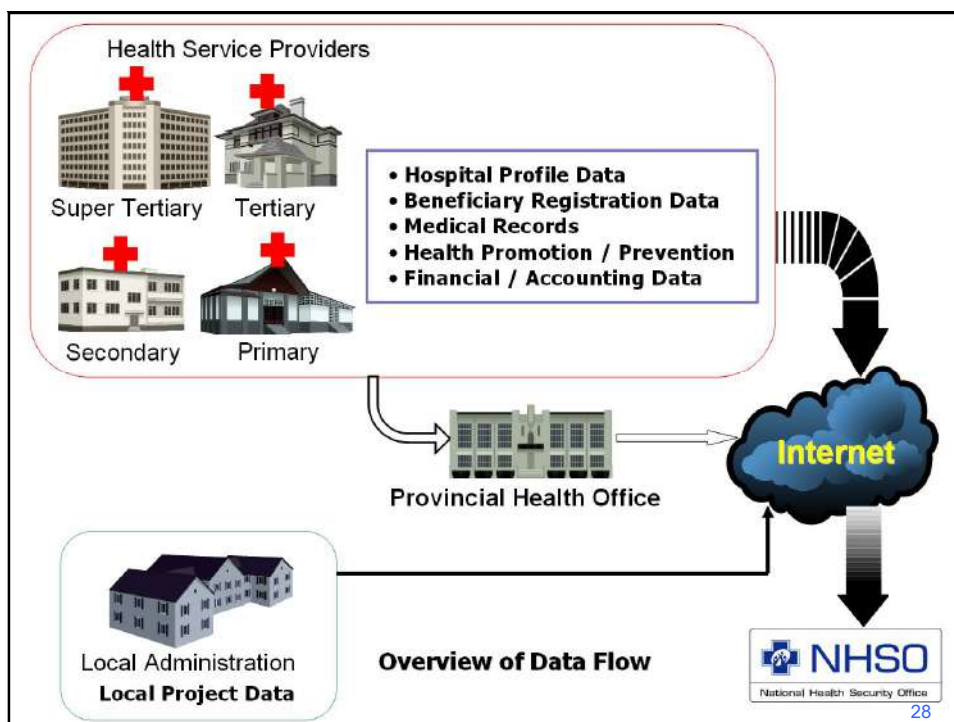 Health Service Providers
Super Tertiary
Tertiary
Secondary
Primary
• Hospital Profile Data
• Beneficiary Registration Data
• Medical Records
• Health Promotion / Prevention
• Financial / Accounting Data
Internet
Provincial Health Office
Local Administration
Local Project Data
Overview of Data Flow
NHSO
National Health Security Office
28